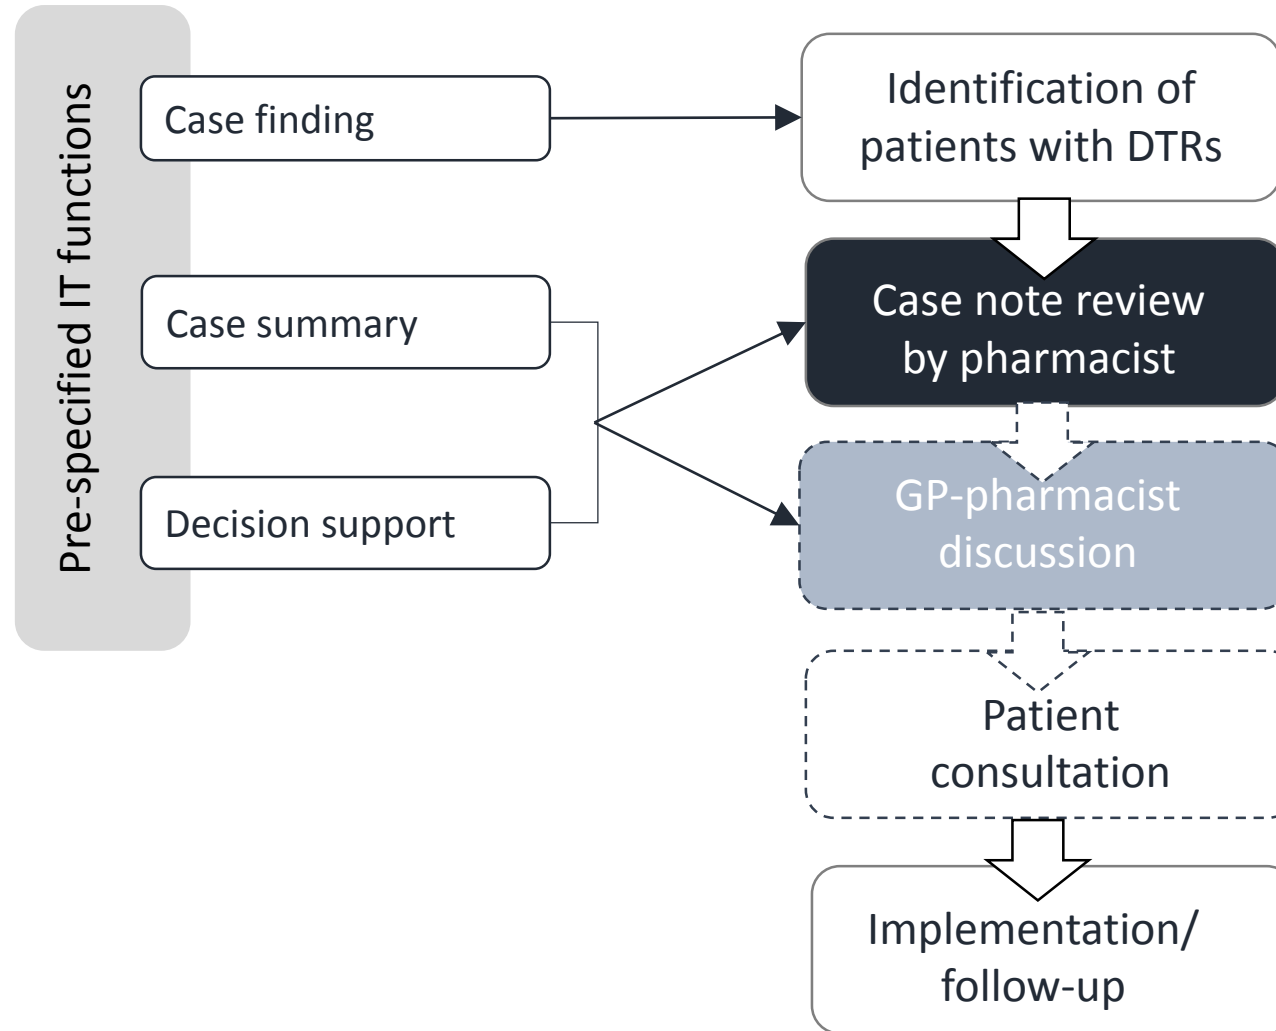 Pre-specified IT functions
Case finding
Case summary
Decision support
Identification of
patients with DTRs
Case note review
by pharmacist
GP-pharmacist
discussion
Patient
consultation
Implementation/
follow-up